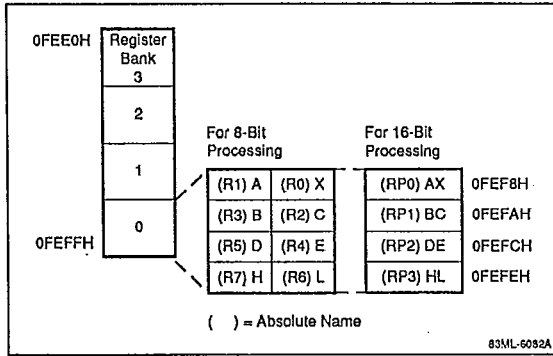 0FEE0H
Register
Bank
3
2
1
0
0FEFFH
For 8-Bit
Processing
(R1) A (R0) X
(R3) B (R2) C
(R5) D (R4) E
(R7) H (R6) L
For 16-Bit
Processing
(RP0) AX 0FEF8H
(RP1) BC 0FEFAH
(RP2) DE 0FEFCH
(RP3) HL 0FEFEH
( ) = Absolute Name
83ML-6082A